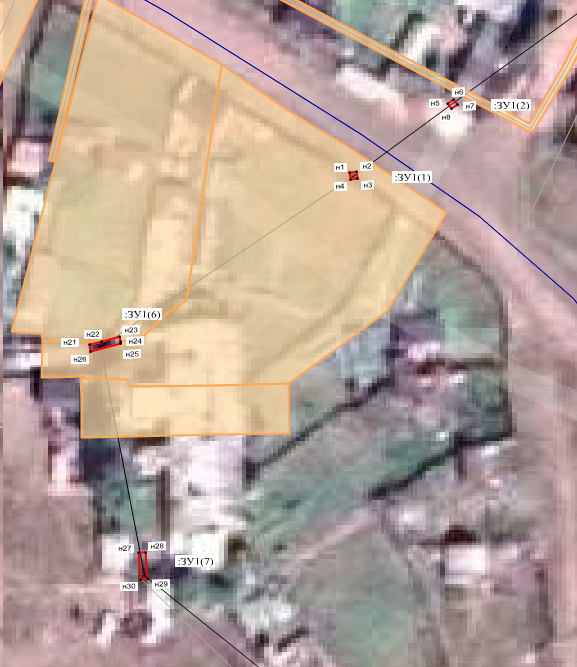 н6
н5 н7 :ЗУ1(2)
н8
н1 н2
н4 н3 :ЗУ1(1)
:ЗУ1(6)
н22 н23
н21 н24
н26 н25
н27 н28
:ЗУ1(7)
н30 н29